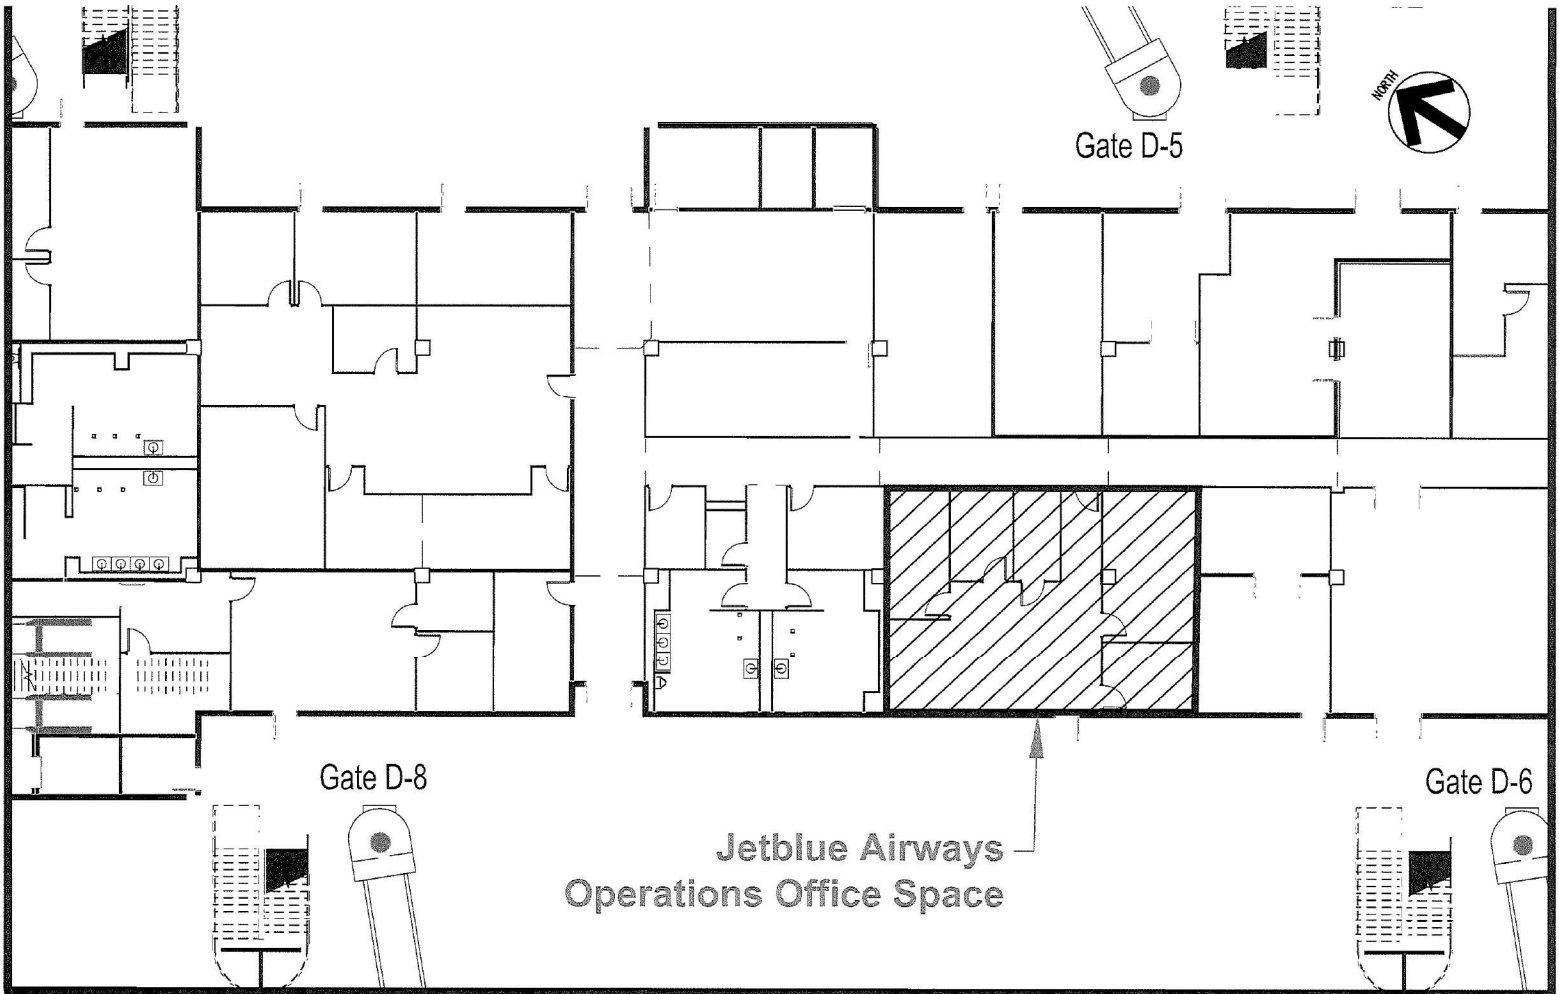 NORTH
Gate D-5
Gate D-8
Gate D-6
Jetblue Airways
Operations Office Space